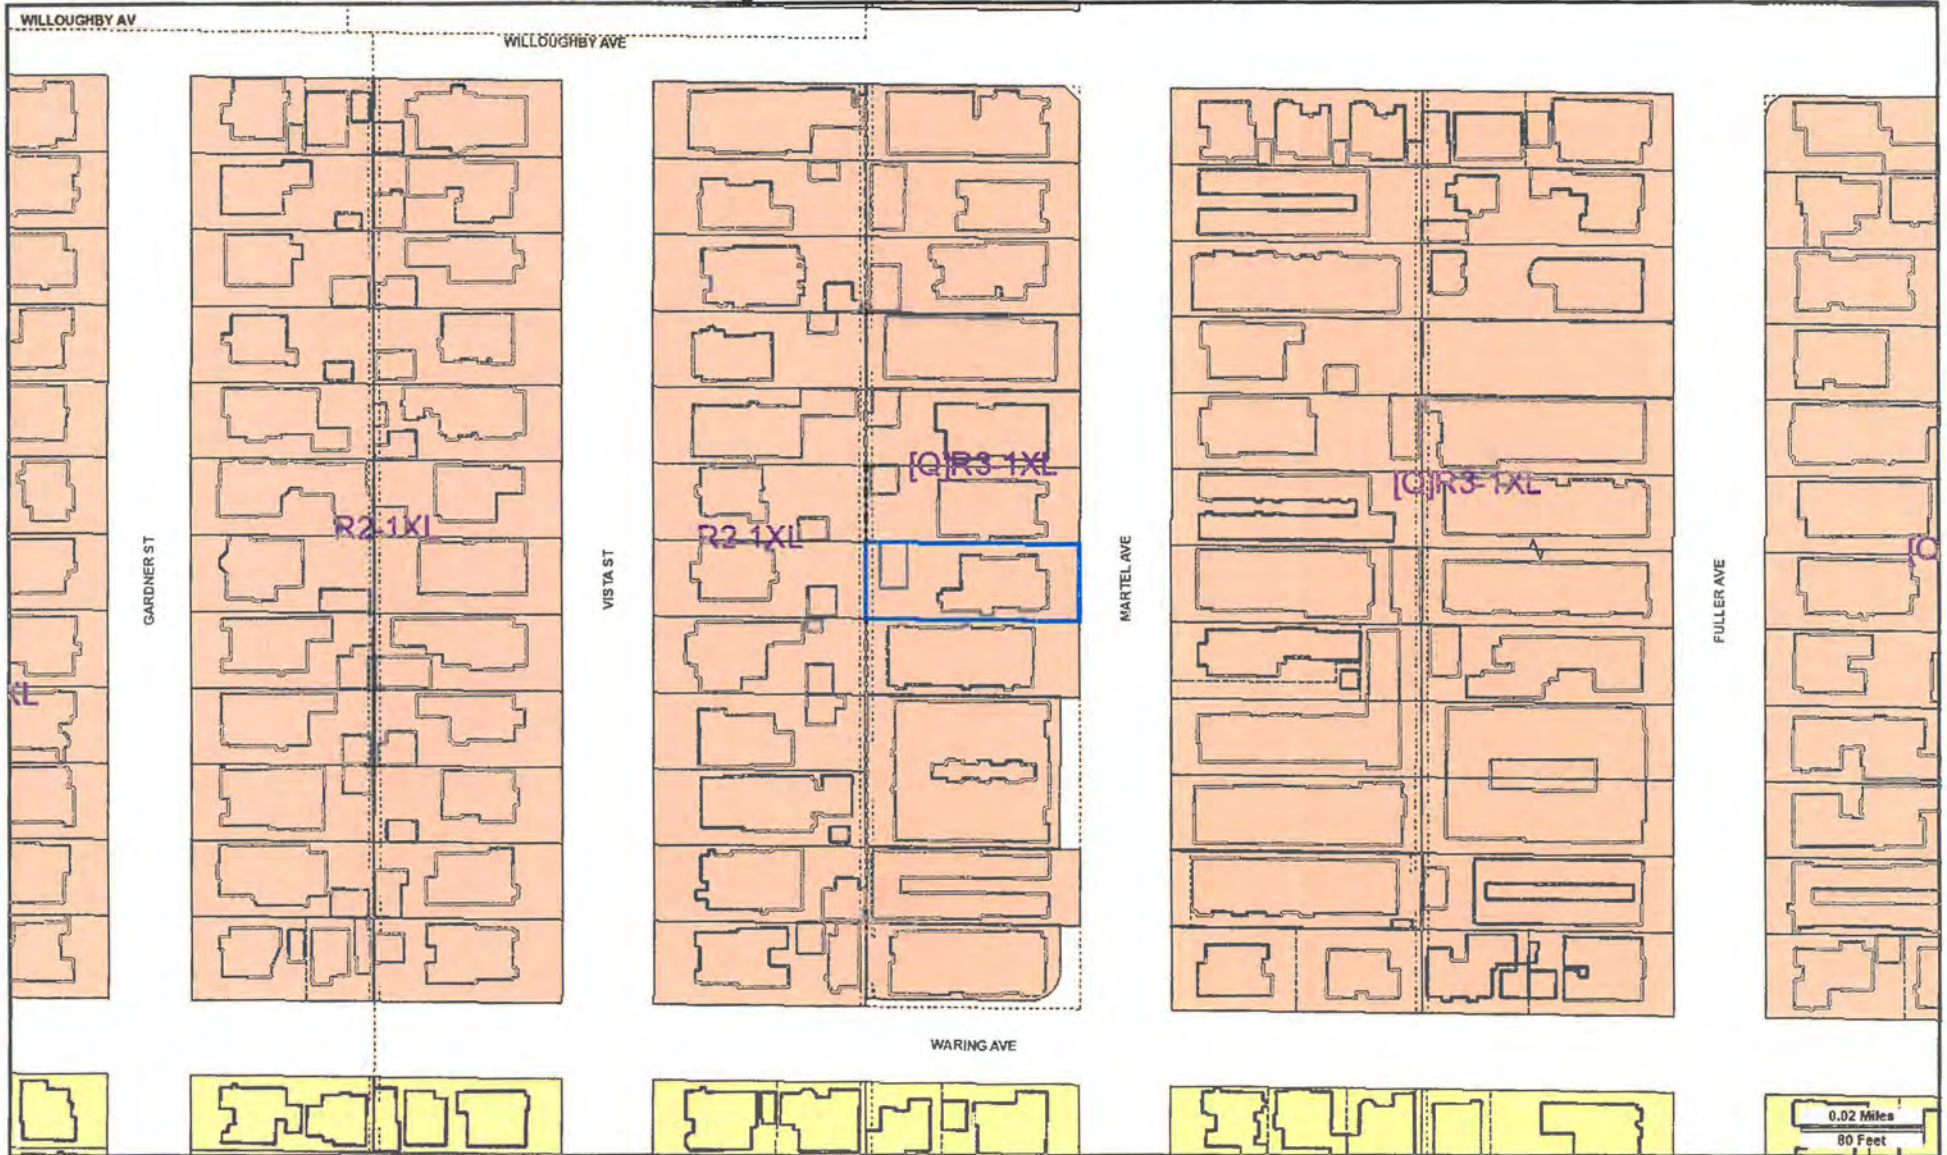 WILLOUGHBY AV
WILLOUGHBY AVE
[Q]R3-1XL
[Q]R3-1XL
R2-1XL
R2-1XL
[Q
GARDNER ST
VISTA ST
MARTEL AVE
FULLER AVE
XL
WARING AVE
0.02 Miles
80 Feet